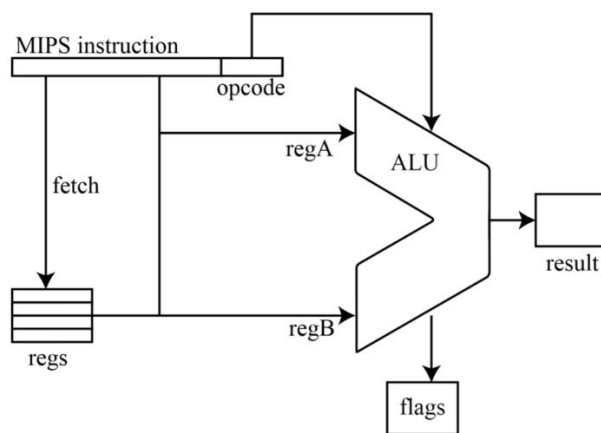 MIPS instruction
opcode
regA
ALU
fetch
result
regs
regB
flags